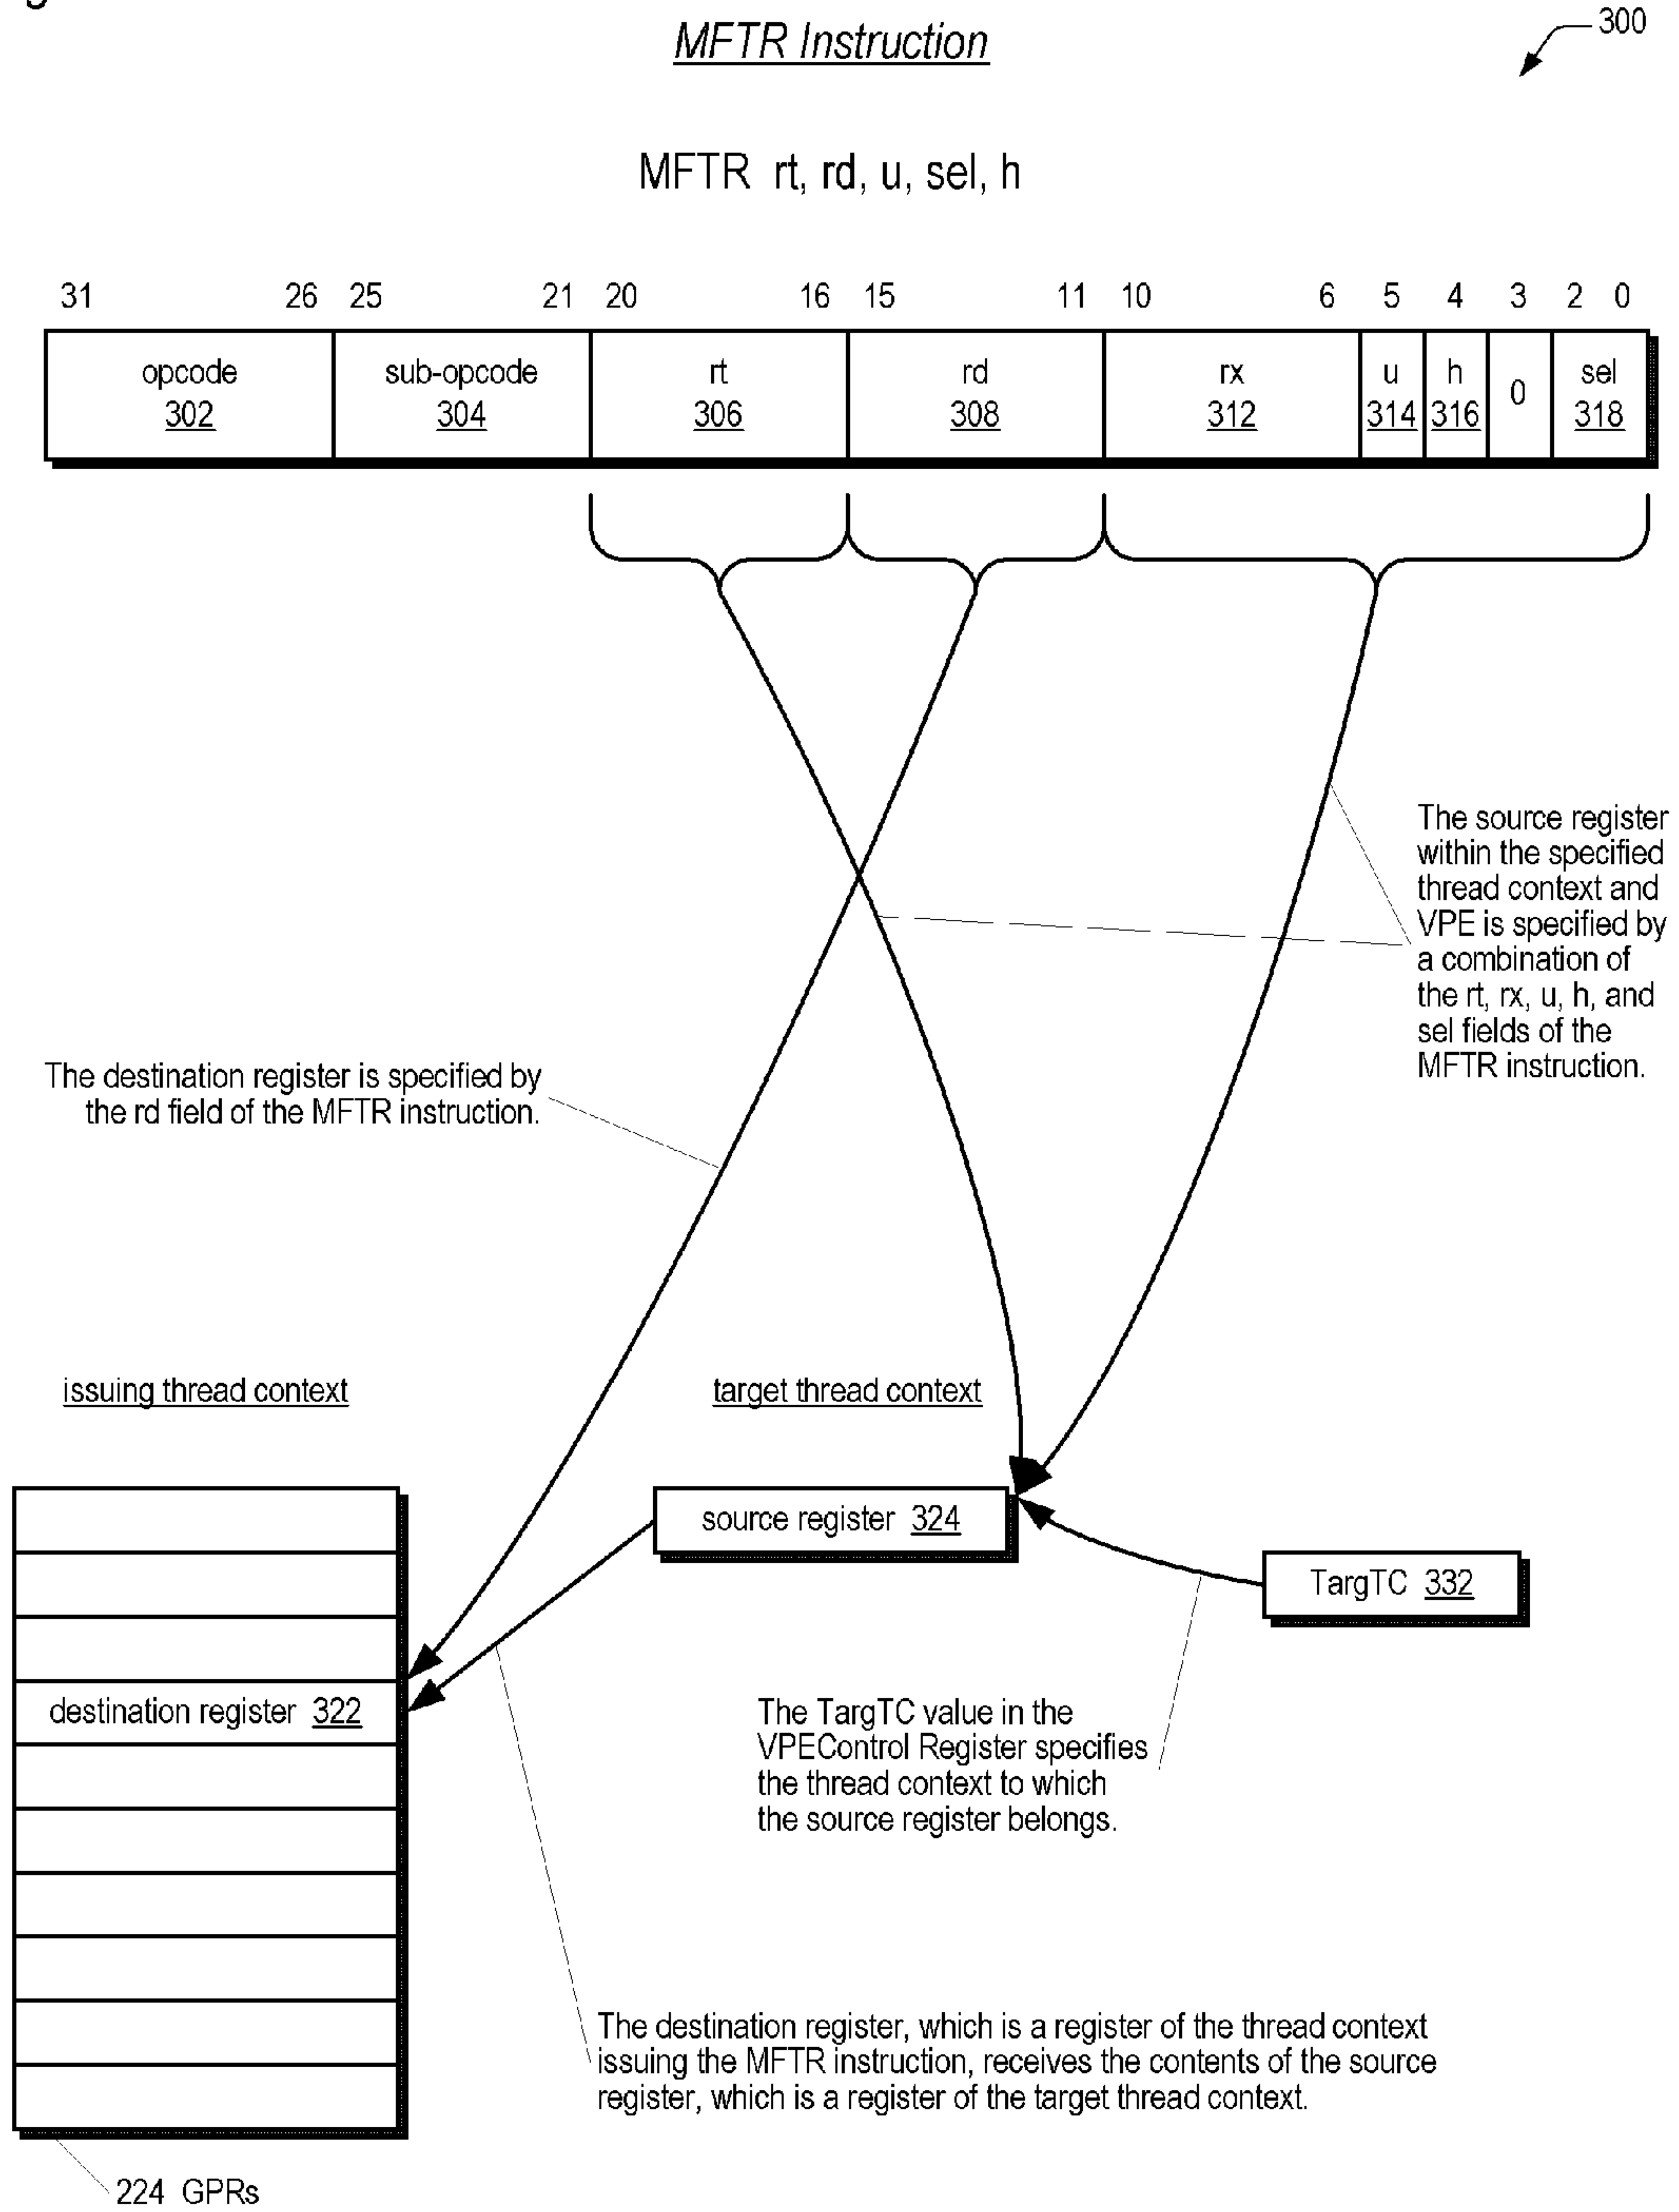 MFTR Instruction
300
MFTR rt, rd, u, sel, h
31 26 25 21 20 16 15 11 10 6 5 4 3 2 0
opcode sub-opcode rt rd rx u h 0 sel
302 304 306 308 312 314 316 318
The source register
within the specified
thread context and
VPE is specified by
a combination of
the rt, rx, u, h, and
sel fields of the
MFTR instruction.
The destination register is specified by
the rd field of the MFTR instruction.
issuing thread context
target thread context
source register 324
TargTC 332
destination register 322
The TargTC value in the
VPEControl Register specifies
the thread context to which
the source register belongs.
The destination register, which is a register of the thread context
issuing the MFTR instruction, receives the contents of the source
register, which is a register of the target thread context.
224 GPRs